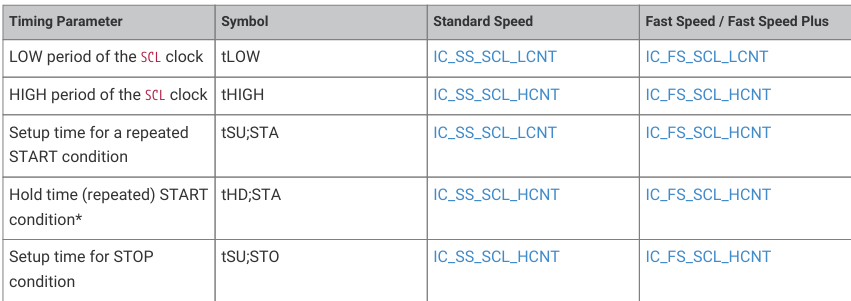 Timing Parameter Symbol Standard Speed Fast Speed / Fast Speed Plus
LOW period of the SCL clock tLOW IC_SS_SCL_LCNT IC_FS_SCL_LCNT
HIGH period of the SCL clock tHIGH IC_SS_SCL_HCNT IC_FS_SCL_HCNT
Setup time for a repeated tSU;STA IC_SS_SCL_LCNT IC_FS_SCL_HCNT
START condition
Hold time (repeated) START tHD;STA IC_SS_SCL_HCNT IC_FS_SCL_HCNT
condition*
Setup time for STOP tSU;STO IC_SS_SCL_HCNT IC_FS_SCL_HCNT
condition